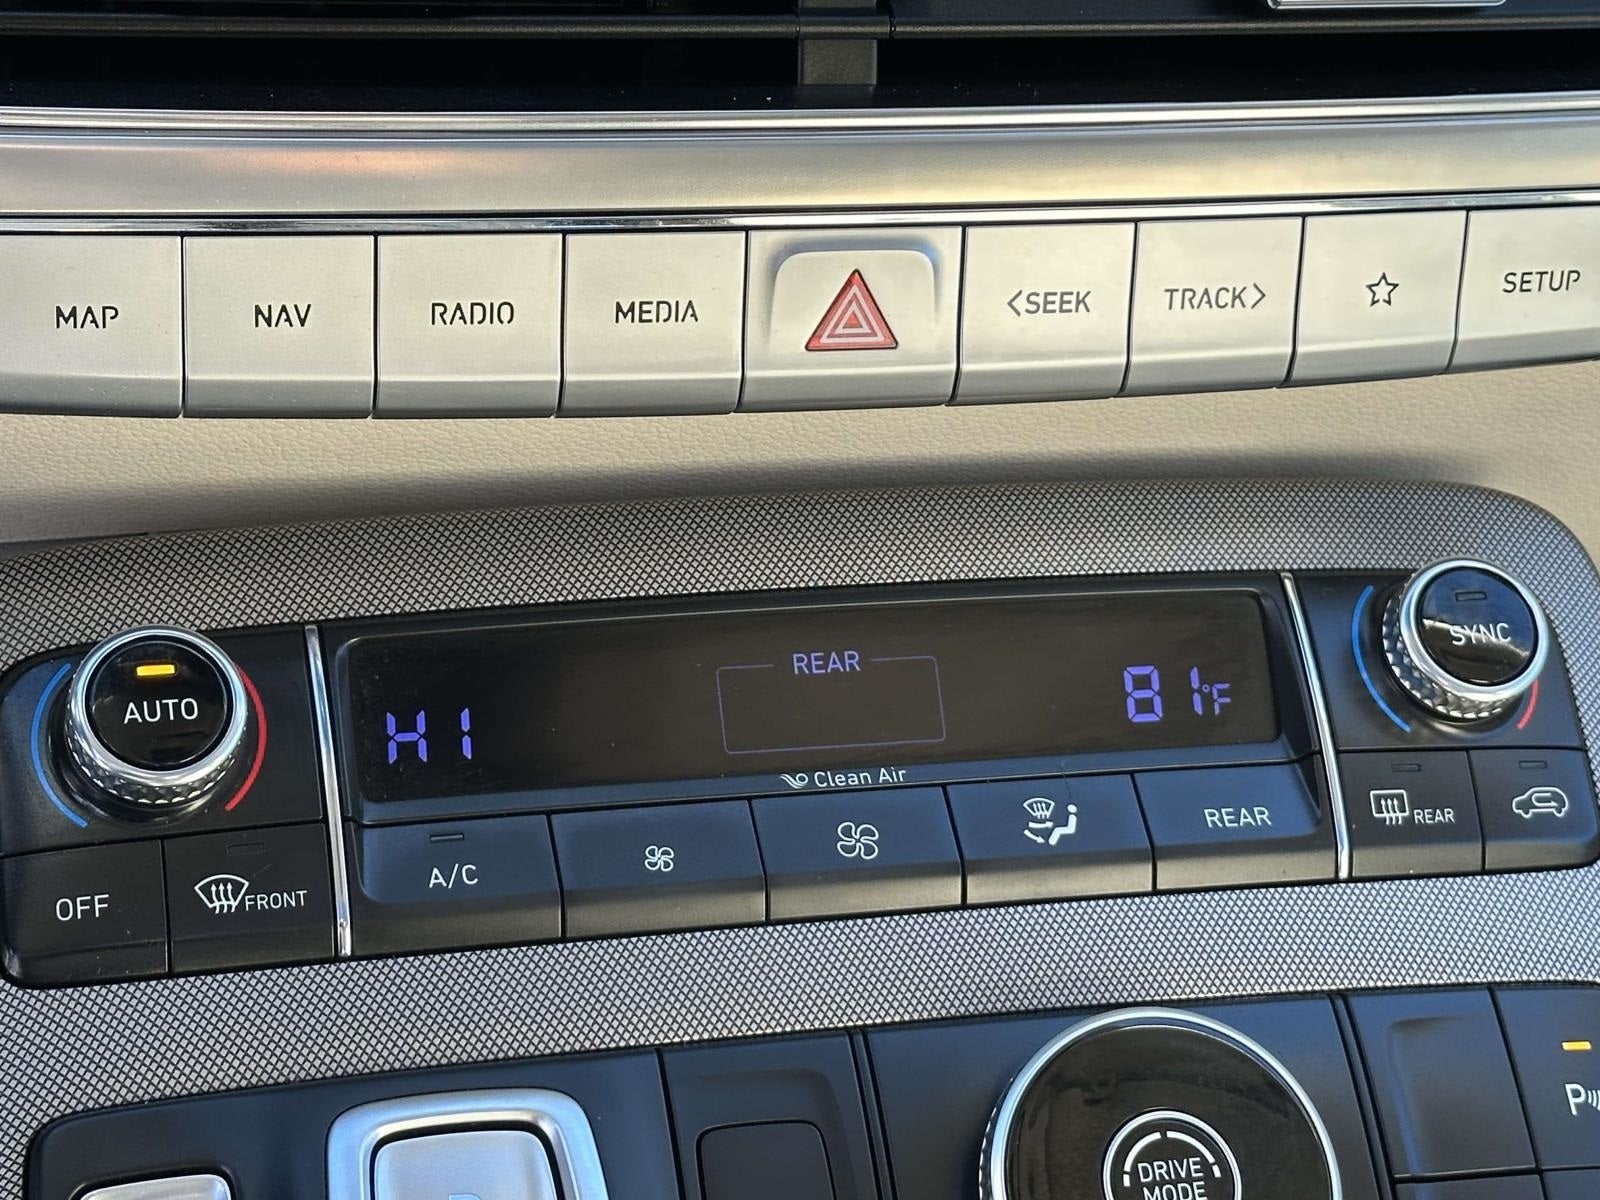 MAP
NAV
RADIO
MEDIA
<SEEK
TRACK>
SETUP
AUTO
HI
REAR
81°F
SYNC
Clean Air
OFF
FRONT
A/C
REAR
REAR
DRIVE
MODE
P